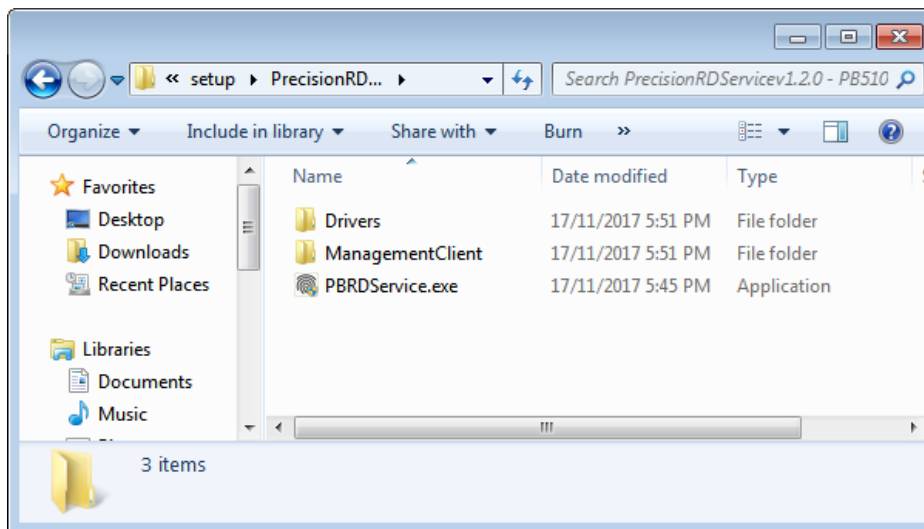 « setup ▸ PrecisionRD... ▸
Search PrecisionRDServicev1.2.0 - PB510
Organize Include in library Share with Burn »
Favorites
Desktop
Downloads
Recent Places
Libraries
Documents
Music
Name Date modified Type
Drivers 17/11/2017 5:51 PM File folder
ManagementClient 17/11/2017 5:51 PM File folder
PBRDService.exe 17/11/2017 5:45 PM Application
3 items